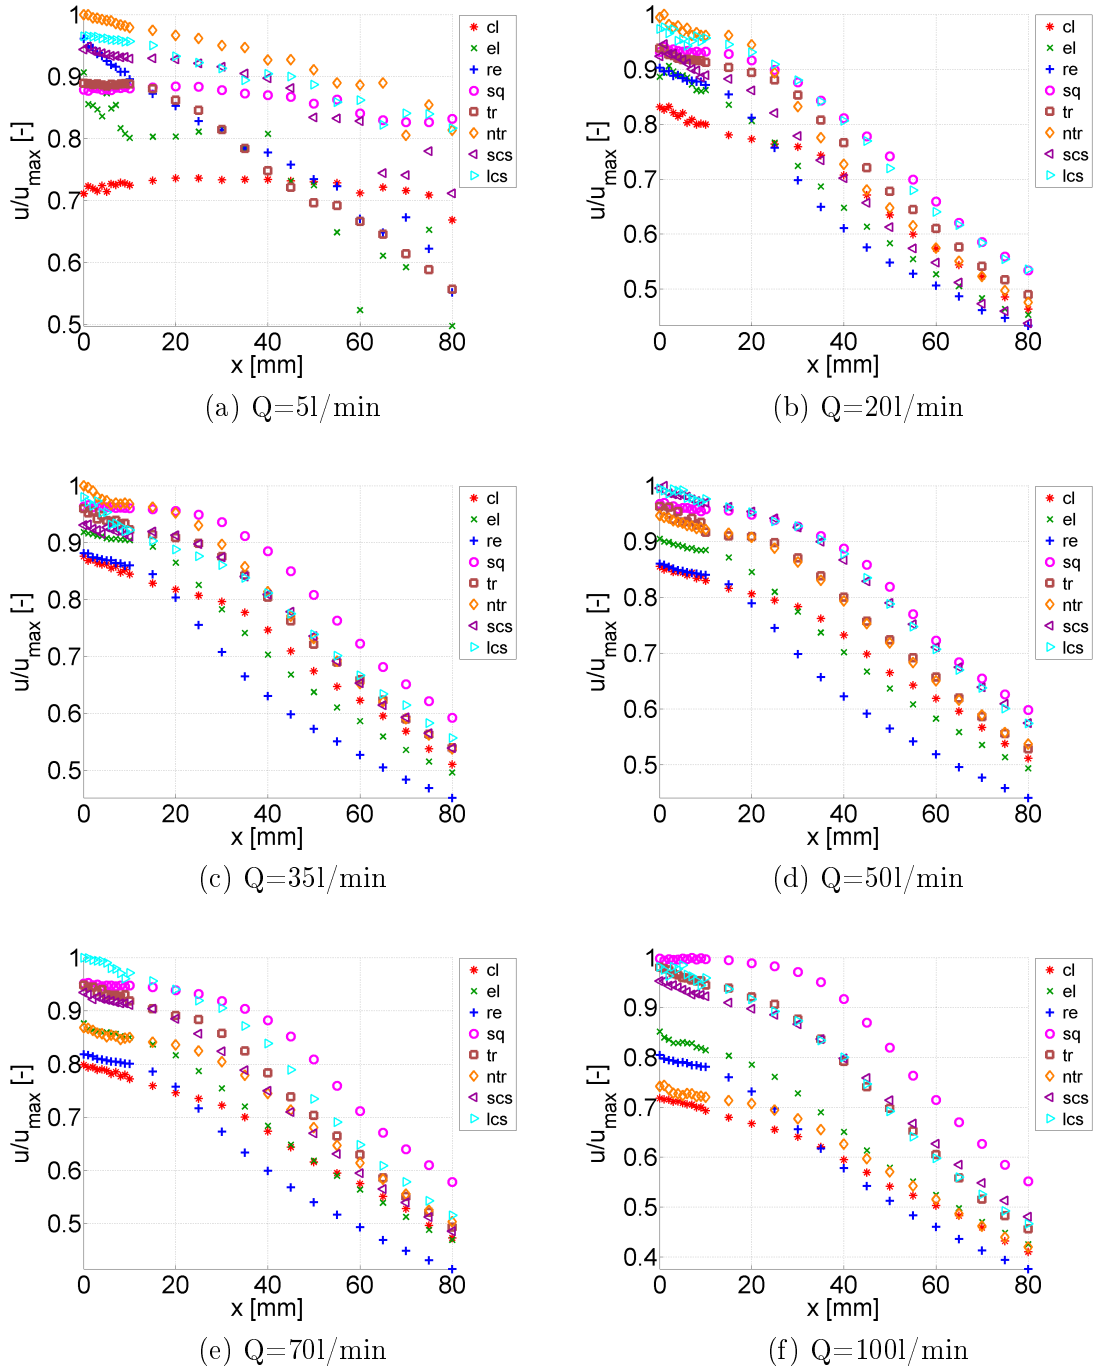 1
0.9
0.8
0.7
0.6
0.5
0 20 40 60 80
x [mm]
u/u_max [-]
cl
el
re
sq
tr
ntr
scs
lcs
(a) Q=5l/min
1
0.9
0.8
0.7
0.6
0.5
0 20 40 60 80
x [mm]
u/u_max [-]
cl
el
re
sq
tr
ntr
scs
lcs
(b) Q=20l/min
1
0.9
0.8
0.7
0.6
0.5
0 20 40 60 80
x [mm]
u/u_max [-]
cl
el
re
sq
tr
ntr
scs
lcs
(c) Q=35l/min
1
0.9
0.8
0.7
0.6
0.5
0 20 40 60 80
x [mm]
u/u_max [-]
cl
el
re
sq
tr
ntr
scs
lcs
(d) Q=50l/min
1
0.9
0.8
0.7
0.6
0.5
0 20 40 60 80
x [mm]
u/u_max [-]
cl
el
re
sq
tr
ntr
scs
lcs
(e) Q=70l/min
1
0.9
0.8
0.7
0.6
0.5
0.4
0 20 40 60 80
x [mm]
u/u_max [-]
cl
el
re
sq
tr
ntr
scs
lcs
(f) Q=100l/min